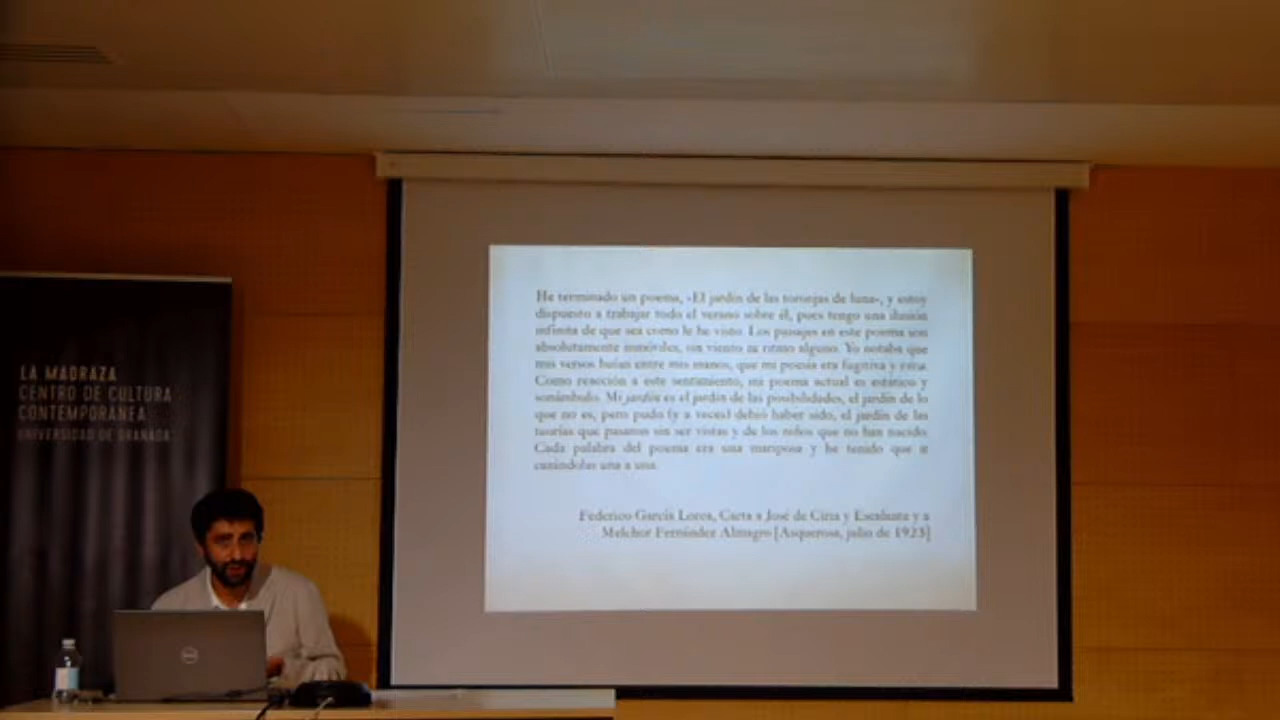 LA MADRAZA
CENTRO DE CULTURA
CONTEMPORÁNEA
UNIVERSIDAD DE GRANADA
He terminado un poema, «El jardín de las toronjas de luna», y estoy
dispuesto a trabajar todo el verano sobre él, pues tengo una ilusión
infinita de que sea como le he visto. Los paisajes en este poema son
absolutamente inmóviles, sin viento ni ritmo alguno. Yo notaba que
mis versos huían entre mis manos, que mi poesía era fugitiva y viva.
Como reacción a este sentimiento, mi poema actual es estático y
sonámbulo. Mi jardín es el jardín de las posibilidades, el jardín de lo
que no es, pero pudo (y a veces) debió haber sido, el jardín de las
teorías que pasaron sin ser vistas y de los niños que no han nacido.
Cada palabra del poema era una mariposa y he tenido que ir
cazándolas una a una.
Federico García Lorca, Carta a José de Ciria y Escalante y a
Melchor Fernández Almagro [Asquerosa, julio de 1923]
DELL